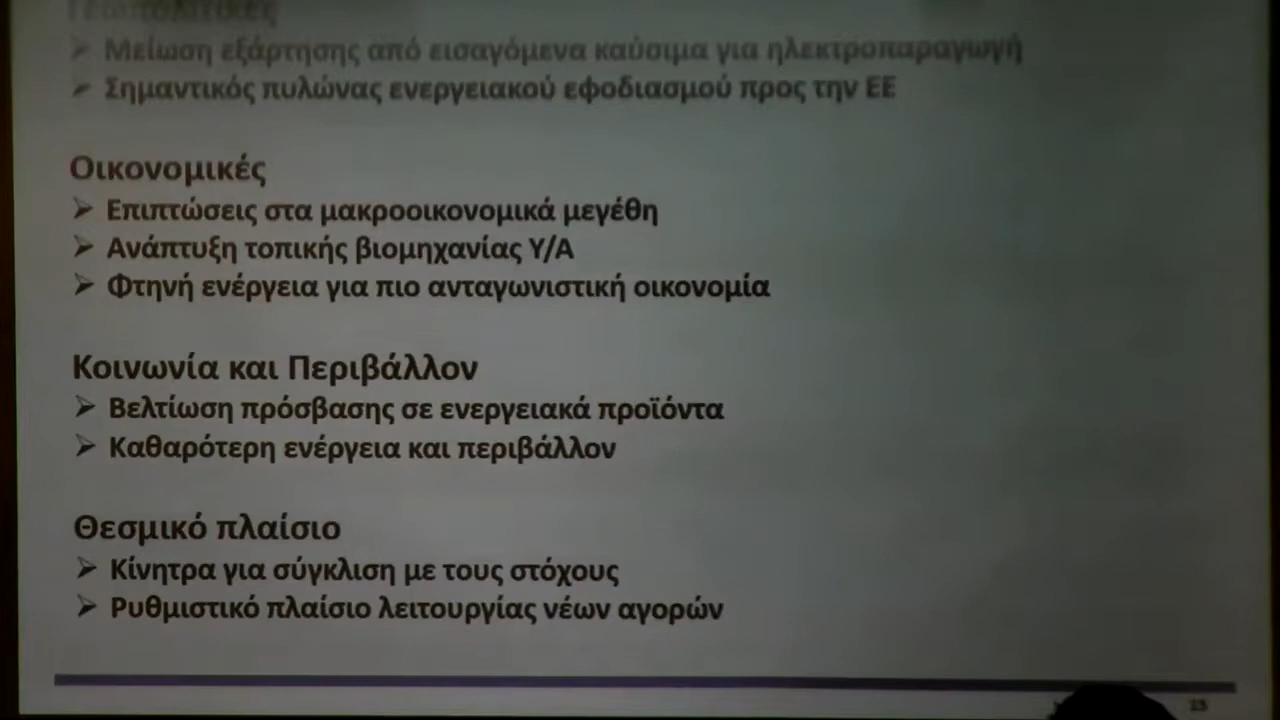 Γεωπολιτικές
➢ Μείωση εξάρτησης από εισαγόμενα καύσιμα για ηλεκτροπαραγωγή
➢ Σημαντικός πυλώνας ενεργειακού εφοδιασμού προς την ΕΕ
Οικονομικές
➢ Επιπτώσεις στα μακροοικονομικά μεγέθη
➢ Ανάπτυξη τοπικής βιομηχανίας Υ/Α
➢ Φτηνή ενέργεια για πιο ανταγωνιστική οικονομία
Κοινωνία και Περιβάλλον
➢ Βελτίωση πρόσβασης σε ενεργειακά προϊόντα
➢ Καθαρότερη ενέργεια και περιβάλλον
Θεσμικό πλαίσιο
➢ Κίνητρα για σύγκλιση με τους στόχους
➢ Ρυθμιστικό πλαίσιο λειτουργίας νέων αγορών